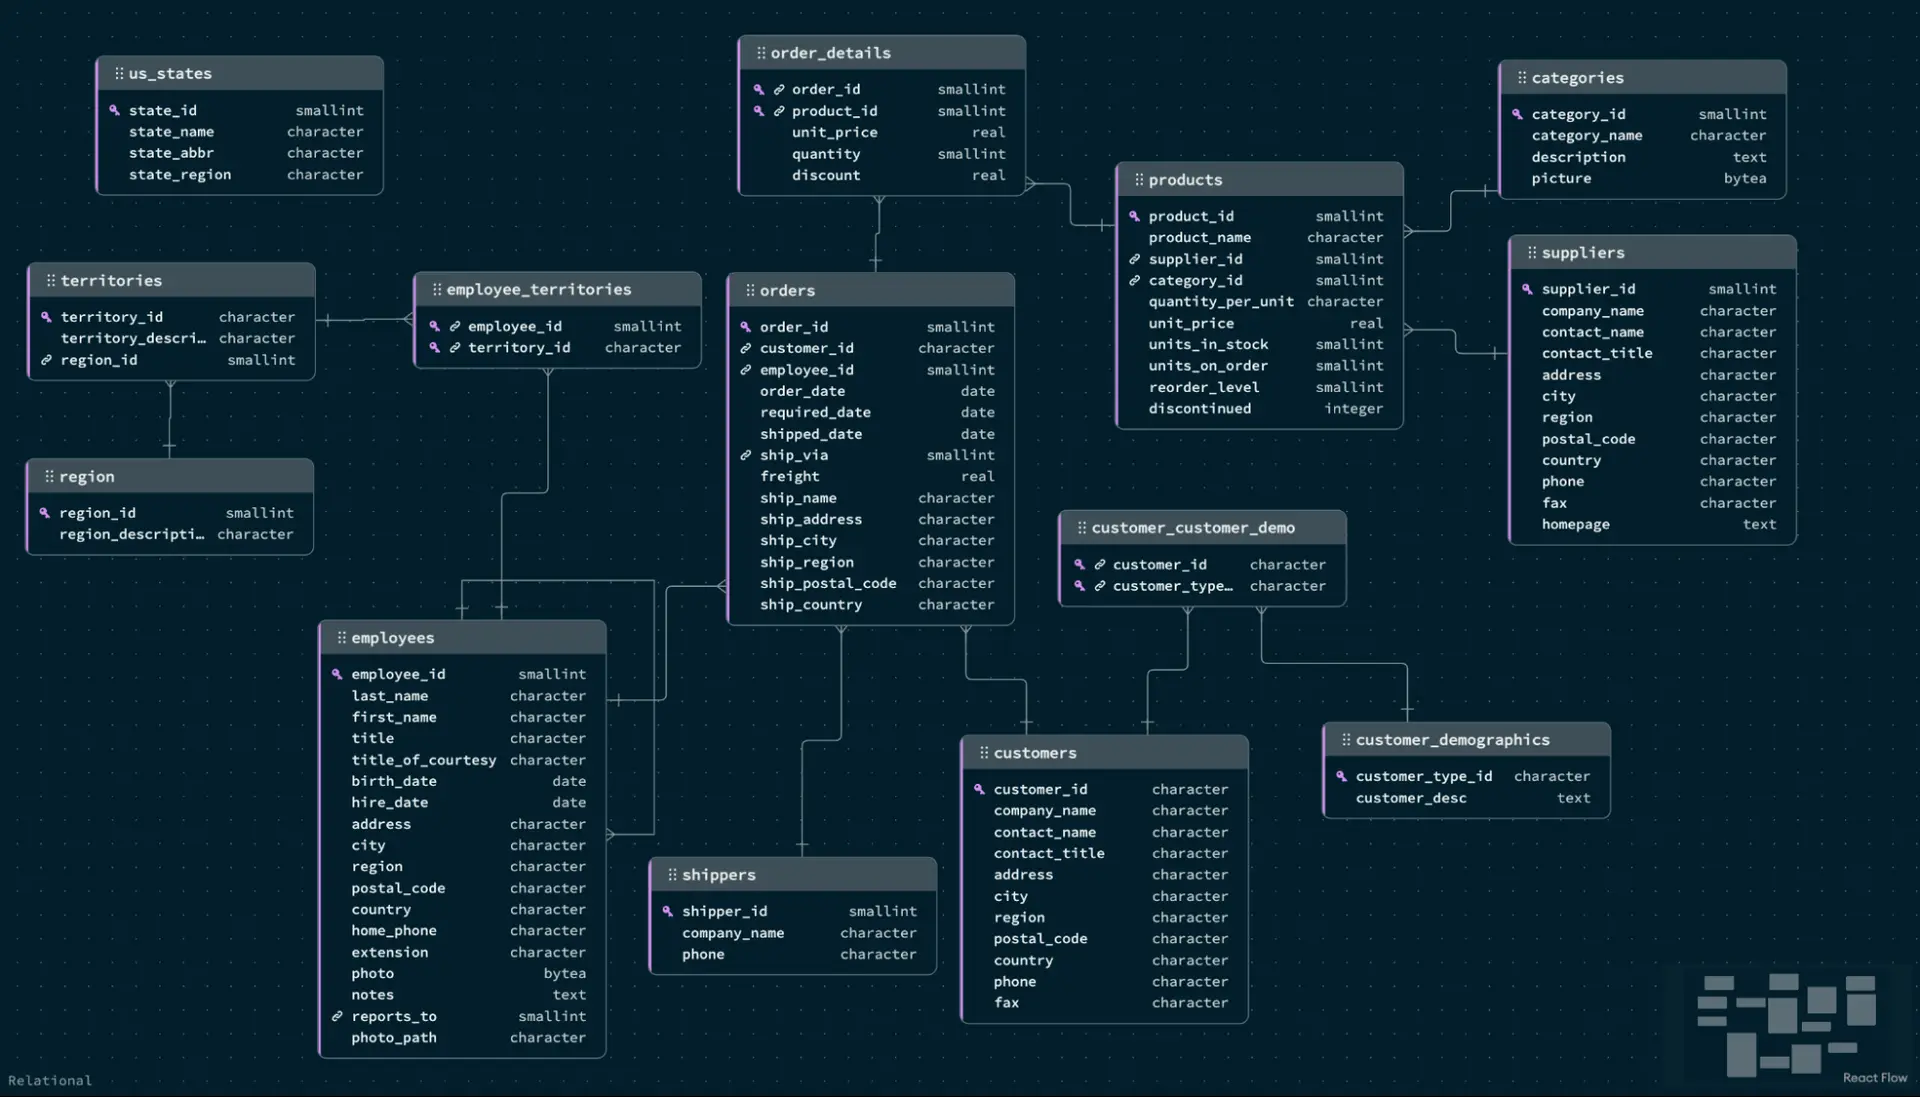 us_states
state_id smallint
state_name character
state_abbr character
state_region character
order_details
order_id smallint
product_id smallint
unit_price real
quantity smallint
discount real
categories
category_id smallint
category_name character
description text
picture bytea
products
product_id smallint
product_name character
supplier_id smallint
category_id smallint
quantity_per_unit character
unit_price real
units_in_stock smallint
units_on_order smallint
reorder_level smallint
discontinued integer
suppliers
supplier_id smallint
company_name character
contact_name character
contact_title character
address character
city character
region character
postal_code character
country character
phone character
fax character
homepage text
territories
territory_id character
territory_descri… character
region_id smallint
employee_territories
employee_id smallint
territory_id character
orders
order_id smallint
customer_id character
employee_id smallint
order_date date
required_date date
shipped_date date
ship_via smallint
freight real
ship_name character
ship_address character
ship_city character
ship_region character
ship_postal_code character
ship_country character
region
region_id smallint
region_descripti… character
customer_customer_demo
customer_id character
customer_type… character
employees
employee_id smallint
last_name character
first_name character
title character
title_of_courtesy character
birth_date date
hire_date date
address character
city character
region character
postal_code character
country character
home_phone character
extension character
photo bytea
notes text
reports_to smallint
photo_path character
shippers
shipper_id smallint
company_name character
phone character
customers
customer_id character
company_name character
contact_name character
contact_title character
address character
city character
region character
postal_code character
country character
phone character
fax character
customer_demographics
customer_type_id character
customer_desc text
Relational
React Flow